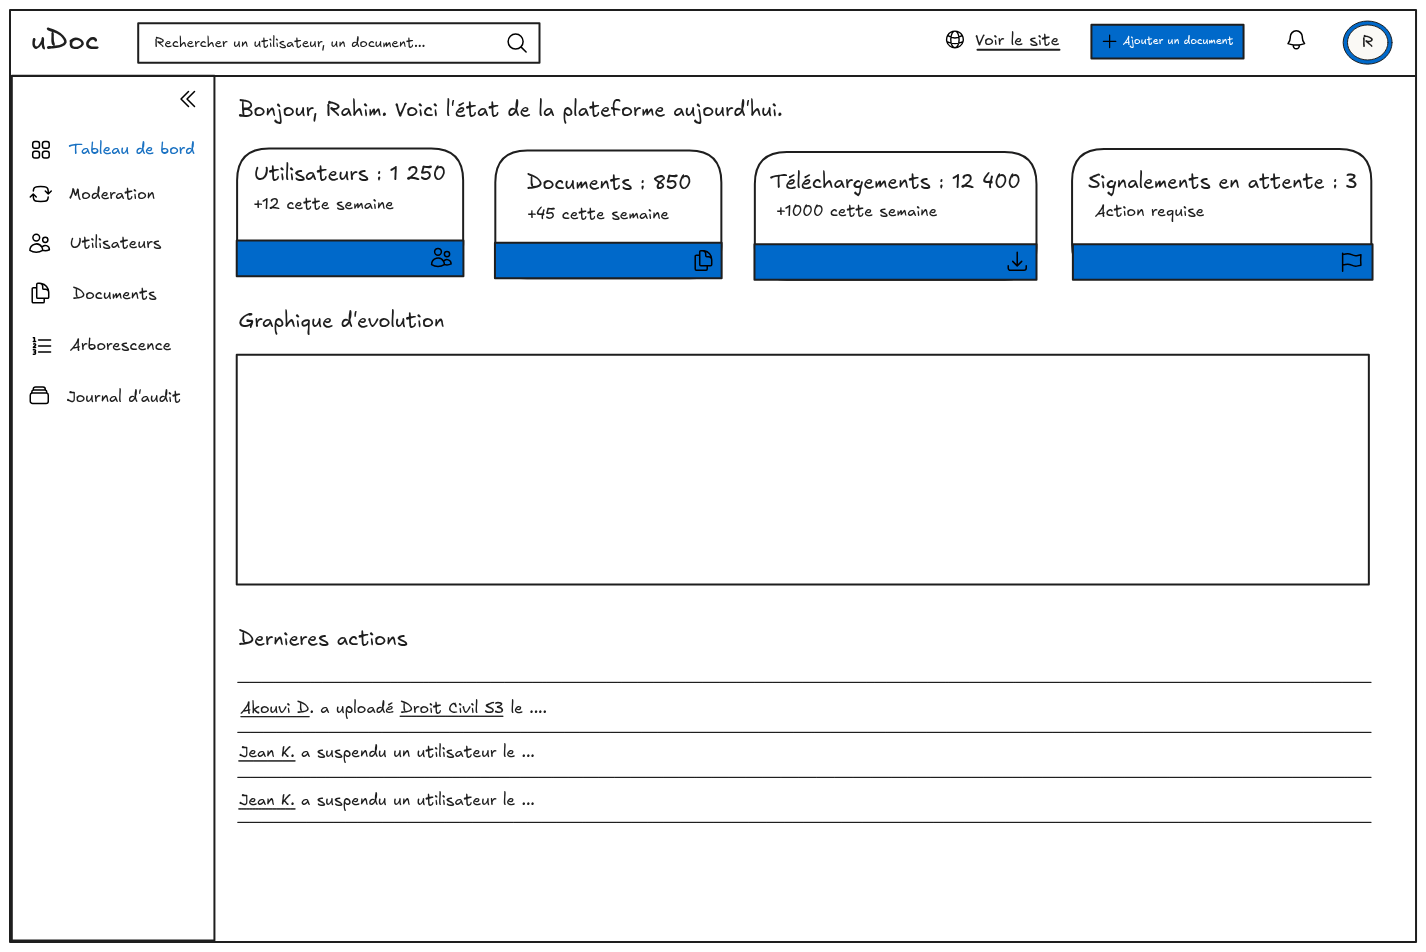 uDoc
Rechercher un utilisateur, un document...
Voir le site
Ajouter un document
R
Tableau de bord
Moderation
Utilisateurs
Documents
Arborescence
Journal d'audit
Bonjour, Rahim. Voici l'état de la plateforme aujourd'hui.
Utilisateurs : 1 250
+12 cette semaine
Documents : 850
+45 cette semaine
Téléchargements : 12 400
+1000 cette semaine
Signalements en attente : 3
Action requise
Graphique d'evolution
Dernieres actions
Akouvi D. a uploadé Droit Civil S3 le ....
Jean K. a suspendu un utilisateur le ...
Jean K. a suspendu un utilisateur le ...